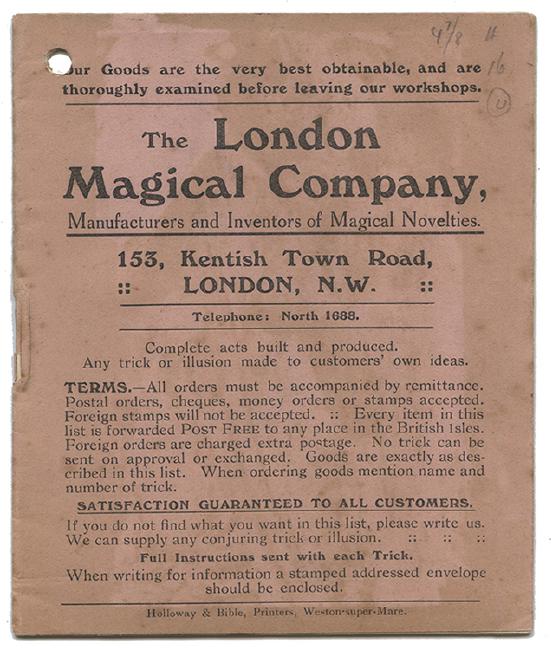 4 7/8 
16
Our Goods are the very best obtainable, and are
thoroughly examined before leaving our workshops.
The London
Magical Company,
Manufacturers and Inventors of Magical Novelties.
153, Kentish Town Road,
:: LONDON, N.W. ::
Telephone: North 1688.
Complete acts built and produced.
Any trick or illusion made to customers' own ideas.
TERMS.—All orders must be accompanied by remittance.
Postal orders, cheques, money orders or stamps accepted.
Foreign stamps will not be accepted. :: Every item in this
list is forwarded POST FREE to any place in the British Isles.
Foreign orders are charged extra postage. No trick can be
sent on approval or exchanged. Goods are exactly as des-
cribed in this list. When ordering goods mention name and
number of trick.
SATISFACTION GUARANTEED TO ALL CUSTOMERS.
If you do not find what you want in this list, please write us.
We can supply any conjuring trick or illusion. :: :: ::
Full Instructions sent with each Trick.
When writing for information a stamped addressed envelope
should be enclosed.
Holloway & Bible, Printers, Weston-super-Mare.